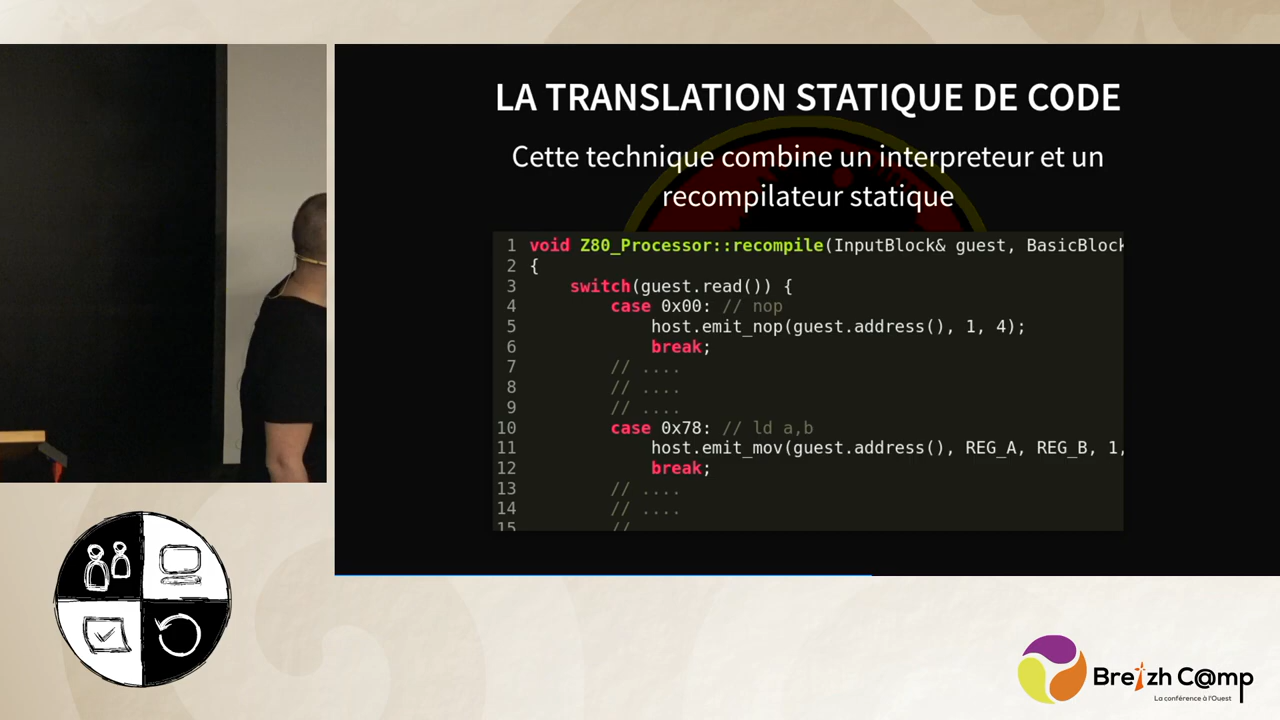 LA TRANSLATION STATIQUE DE CODE
Cette technique combine un interpreteur et un
recompilateur statique
1 void Z80_Processor::recompile(InputBlock& guest, BasicBlock
2 {
3 switch(guest.read()) {
4 case 0x00: // nop
5 host.emit_nop(guest.address(), 1, 4);
6 break;
7 // ....
8 // ....
9 // ....
10 case 0x78: // ld a,b
11 host.emit_mov(guest.address(), REG_A, REG_B, 1,
12 break;
13 // ....
14 // ....
15 //
Breizh C@mp
La conférence à l'Ouest